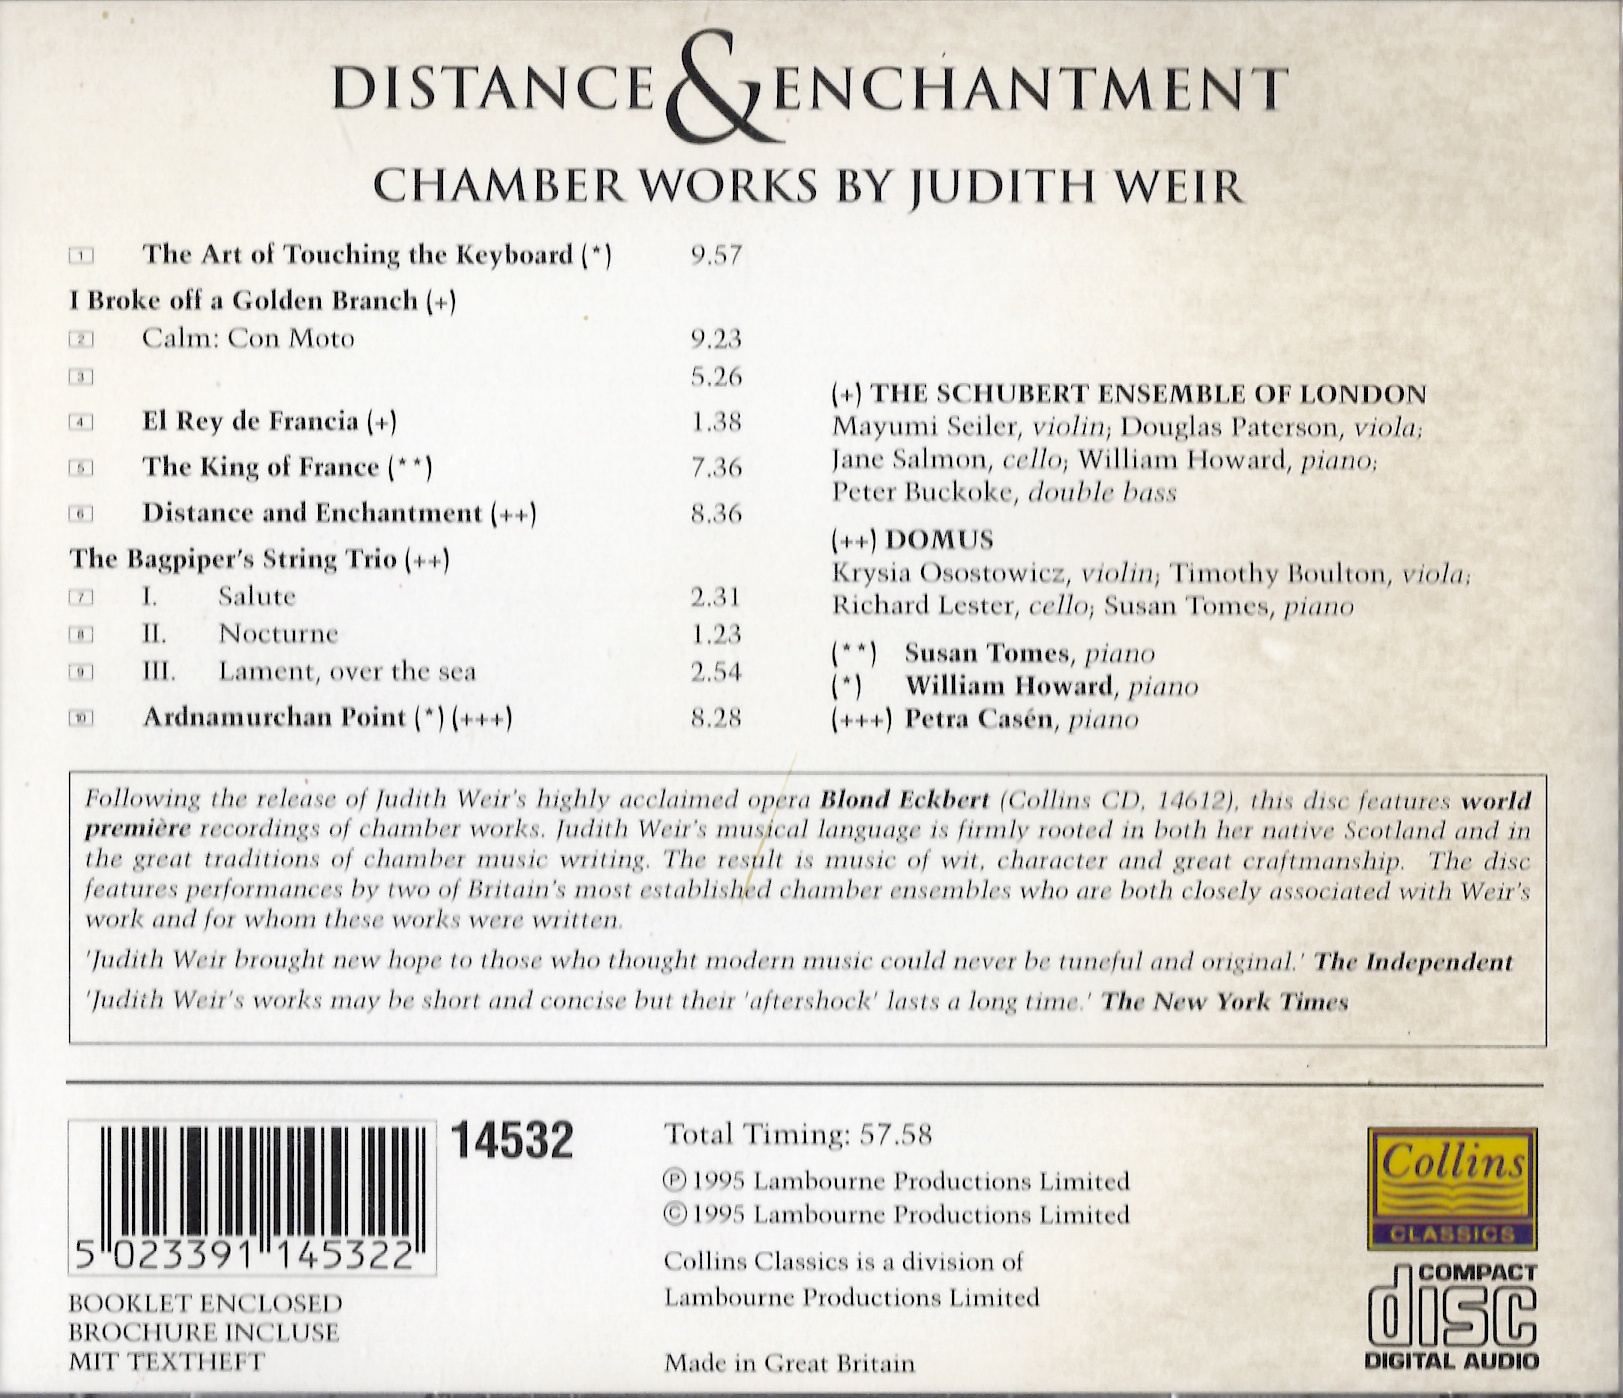 DISTANCE & ENCHANTMENT
CHAMBER WORKS BY JUDITH WEIR
1 The Art of Touching the Keyboard (*) 9.57
I Broke off a Golden Branch (+)
2 Calm: Con Moto 9.23
3 5.26
4 El Rey de Francia (+) 1.38
5 The King of France (**) 7.36
6 Distance and Enchantment (++) 8.36
The Bagpiper's String Trio (++)
7 I. Salute 2.31
8 II. Nocturne 1.23
9 III. Lament, over the sea 2.54
10 Ardnamurchan Point (*) (+++) 8.28
(+) THE SCHUBERT ENSEMBLE OF LONDON
Mayumi Seiler, violin; Douglas Paterson, viola;
Jane Salmon, cello; William Howard, piano;
Peter Buckoke, double bass
(++) DOMUS
Krysia Osostowicz, violin; Timothy Boulton, viola;
Richard Lester, cello; Susan Tomes, piano
(**) Susan Tomes, piano
(*) William Howard, piano
(+++) Petra Casén, piano
Following the release of Judith Weir's highly acclaimed opera Blond Eckbert (Collins CD, 14612), this disc features world
première recordings of chamber works. Judith Weir's musical language is firmly rooted in both her native Scotland and in
the great traditions of chamber music writing. The result is music of wit, character and great craftmanship. The disc
features performances by two of Britain's most established chamber ensembles who are both closely associated with Weir's
work and for whom these works were written.
'Judith Weir brought new hope to those who thought modern music could never be tuneful and original.' The Independent
'Judith Weir's works may be short and concise but their 'aftershock' lasts a long time.' The New York Times
14532
5 023391 145322
BOOKLET ENCLOSED
BROCHURE INCLUSE
MIT TEXTHEFT
Total Timing: 57.58
Ⓟ 1995 Lambourne Productions Limited
© 1995 Lambourne Productions Limited
Collins Classics is a division of
Lambourne Productions Limited
Made in Great Britain
Collins
CLASSICS
COMPACT
disc
DIGITAL AUDIO